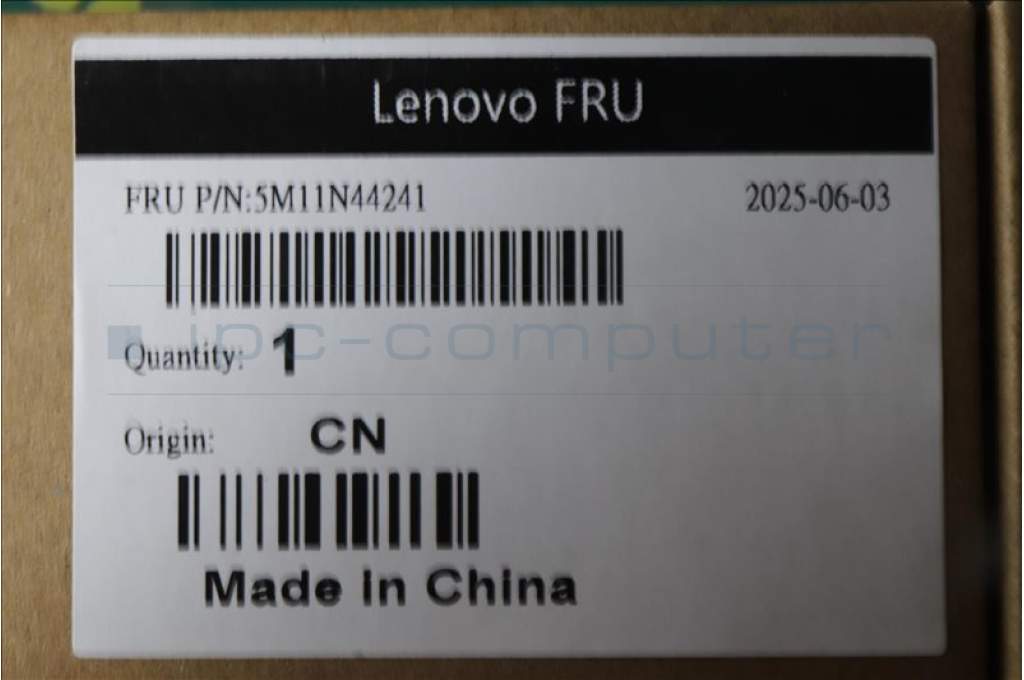 Lenovo FRU
FRU P/N:5M11N44241 2025-06-03
ipc-computer
Quantity: 1
Origin: CN
Made in China